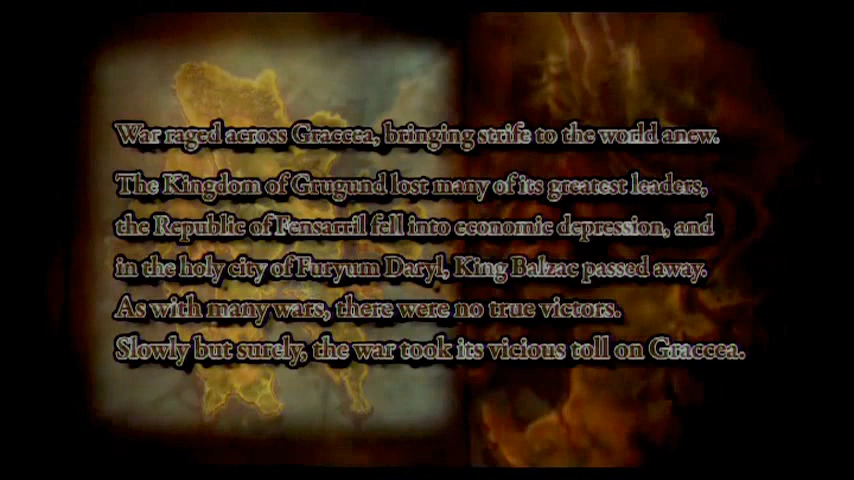 War raged across Graccea, bringing strife to the world anew.
The Kingdom of Grugund lost many of its greatest leaders,
the Republic of Fensarril fell into economic depression, and
in the holy city of Furyum Daryl, King Balzac passed away.
As with many wars, there were no true victors.
Slowly but surely, the war took its vicious toll on Graccea.